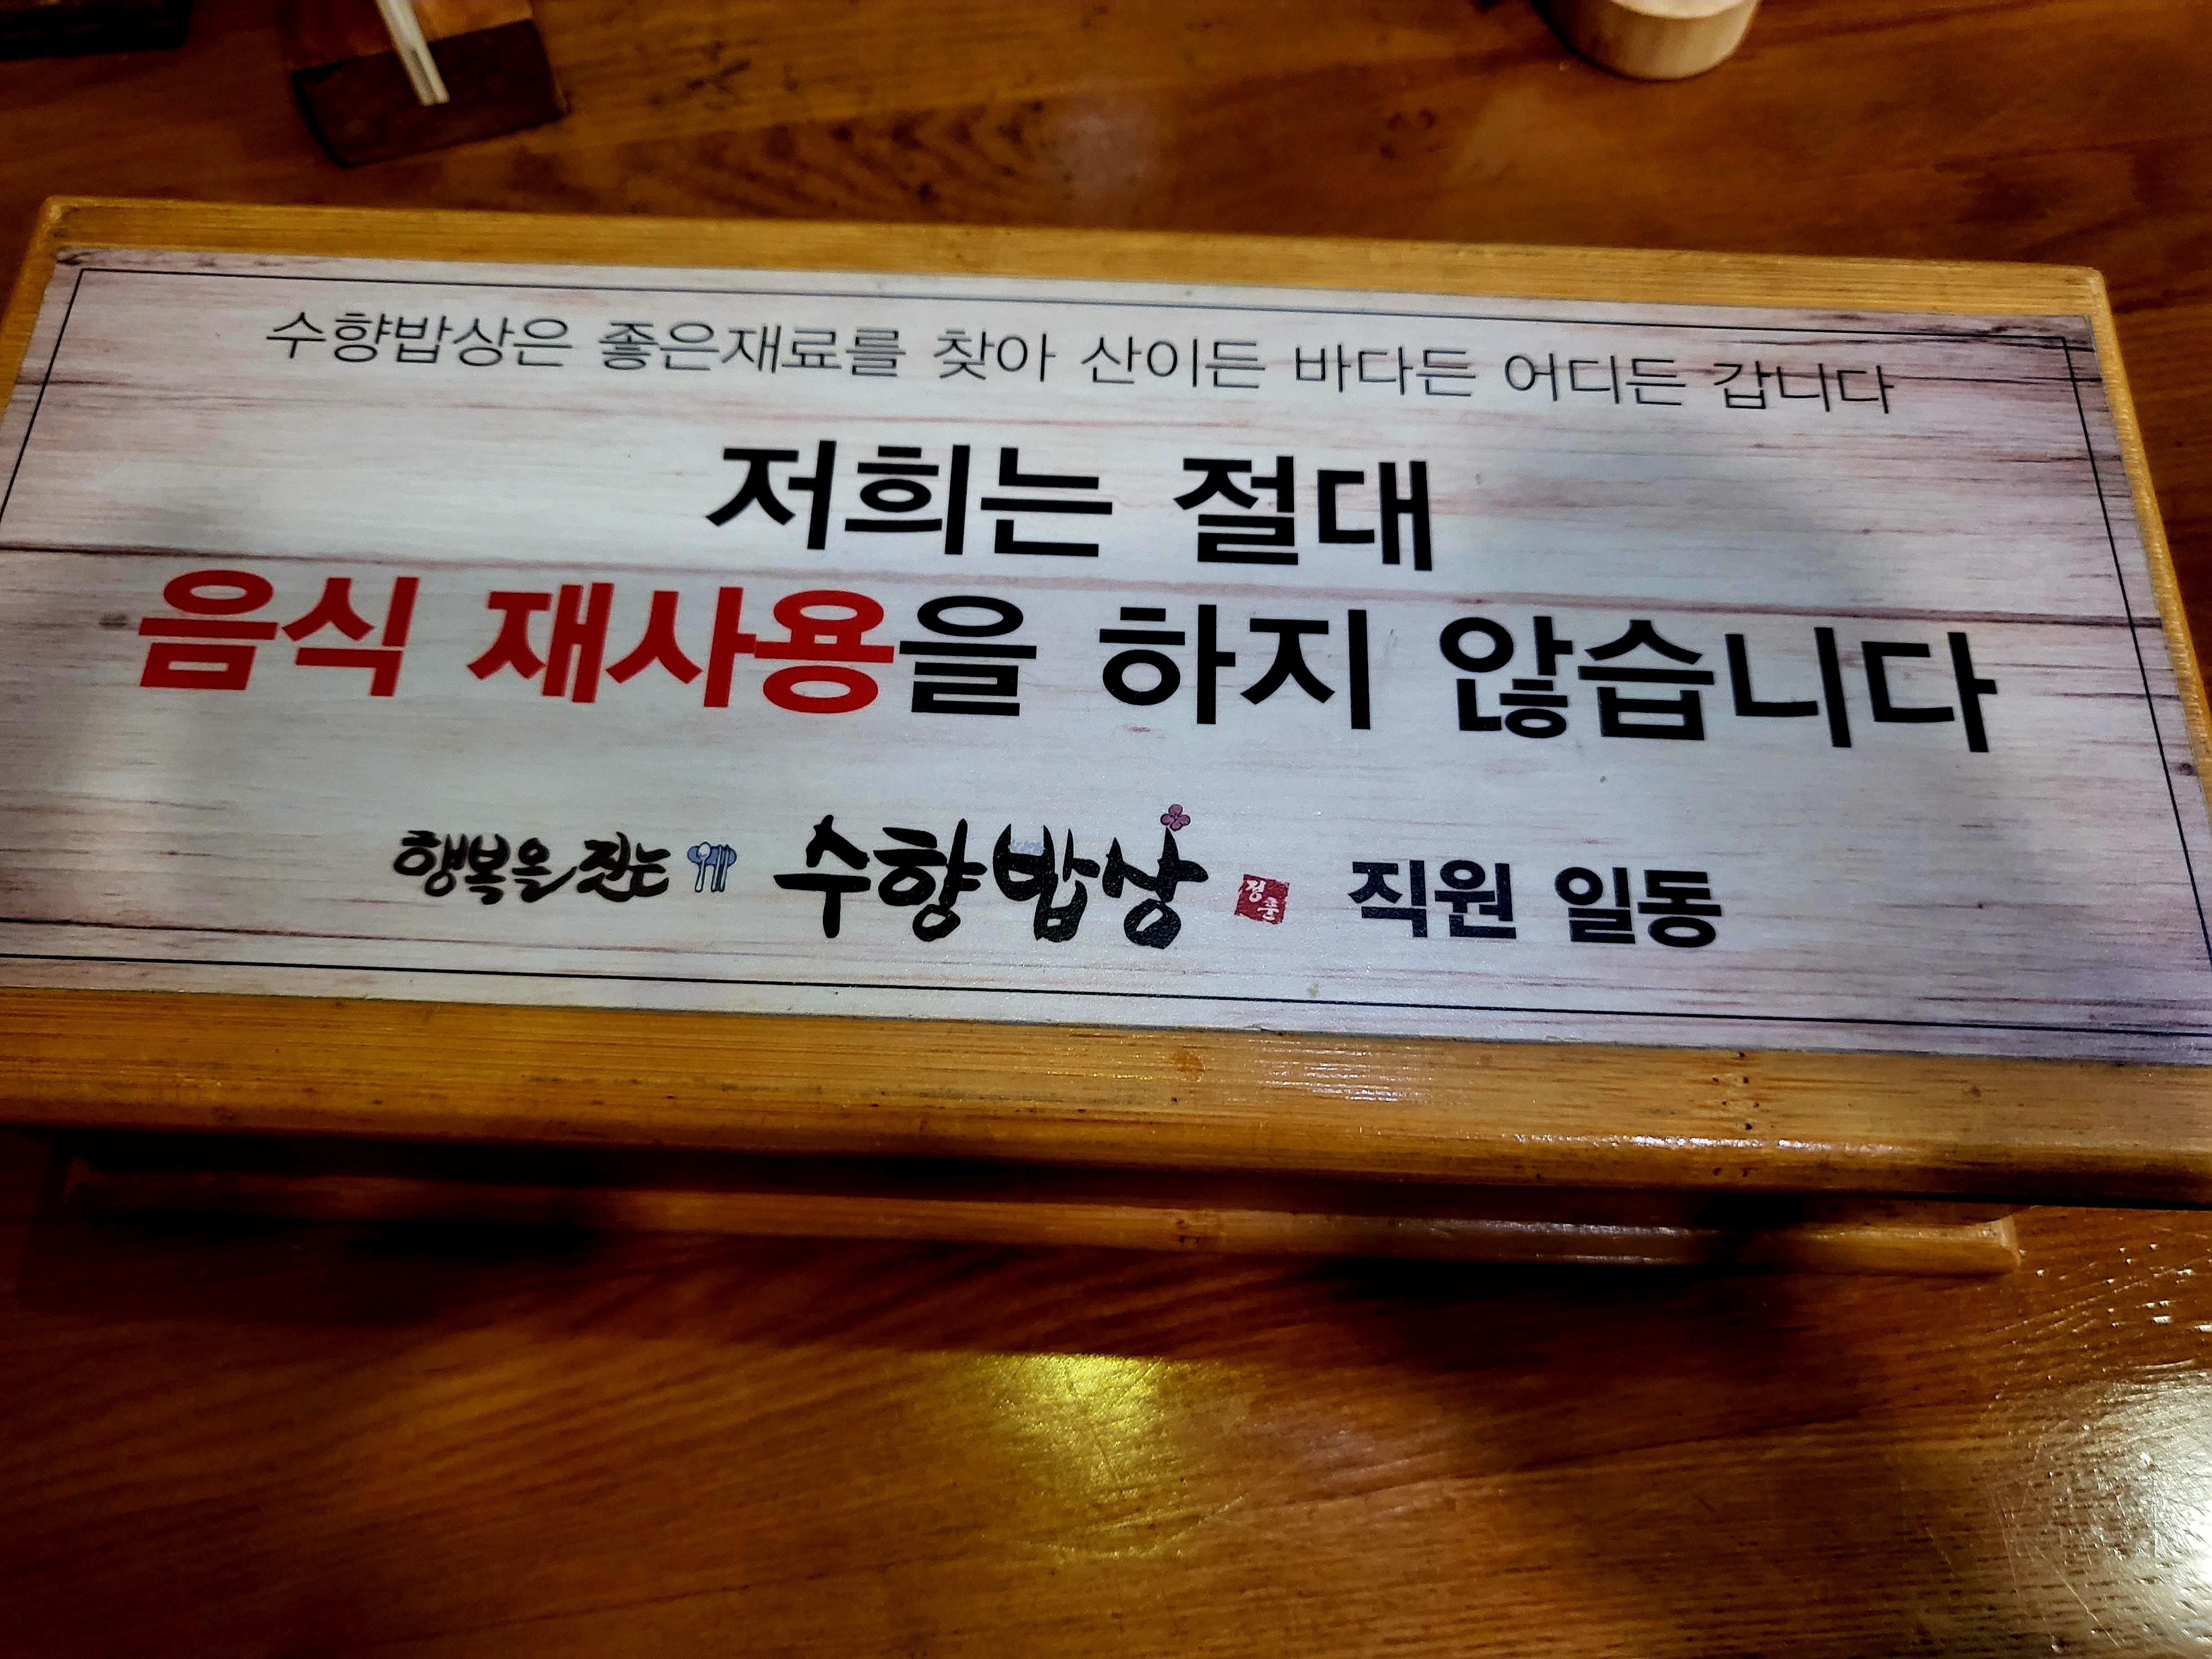 수향밥상은 좋은재료를 찾아 산이든 바다든 어디든 갑니다
저희는 절대
음식 재사용을 하지 않습니다
행복을 짓는 수향밥상 정품 직원 일동